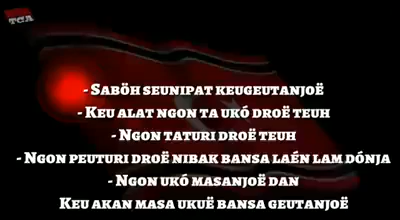 TCA
- Saböh seunipat keugeutanjoë
- Keu alat ngon ta ukó droë teuh
- Ngon taturi droë teuh
- Ngon peuturi droë nibak bansa laén lam dónja
- Ngon ukó masanjoë dan
Keu akan masa ukuë bansa geutanjoë